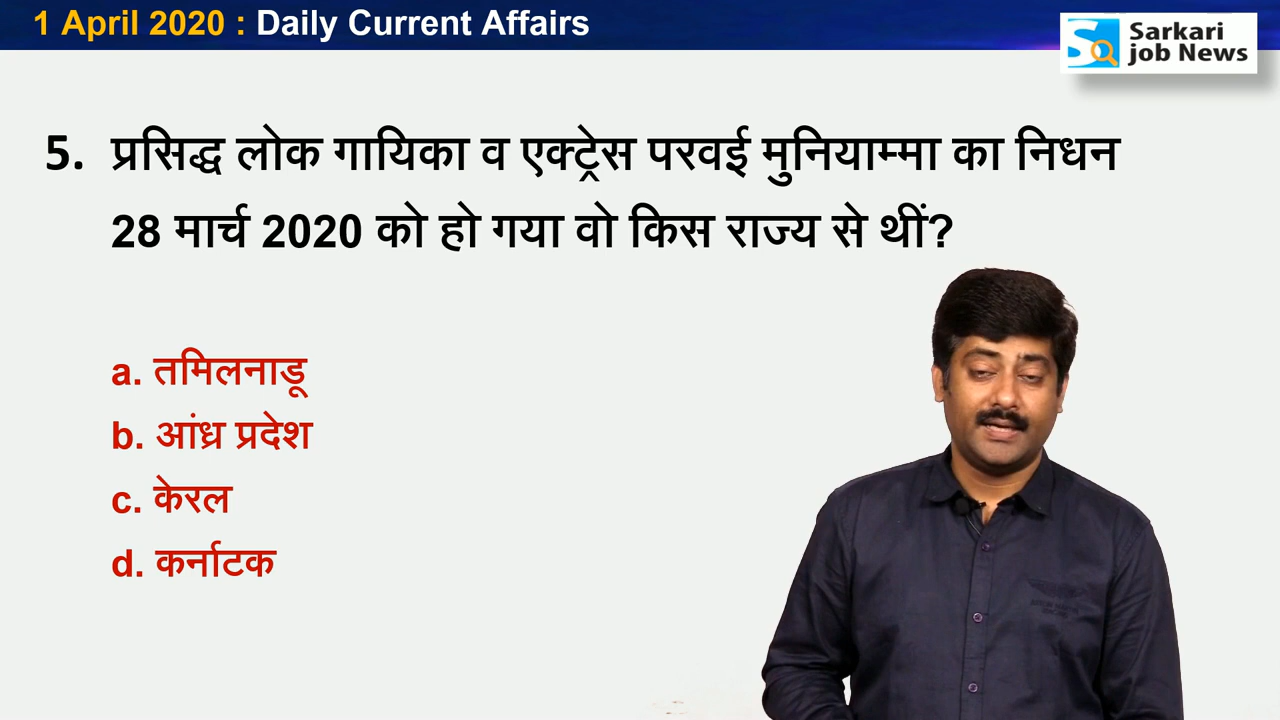 1 April 2020 : Daily Current Affairs
Sarkari
job News
5. प्रसिद्ध लोक गायिका व एक्ट्रेस परवई मुनियाम्मा का निधन
28 मार्च 2020 को हो गया वो किस राज्य से थीं?
a. तमिलनाडू
b. आंध्र प्रदेश
c. केरल
d. कर्नाटक